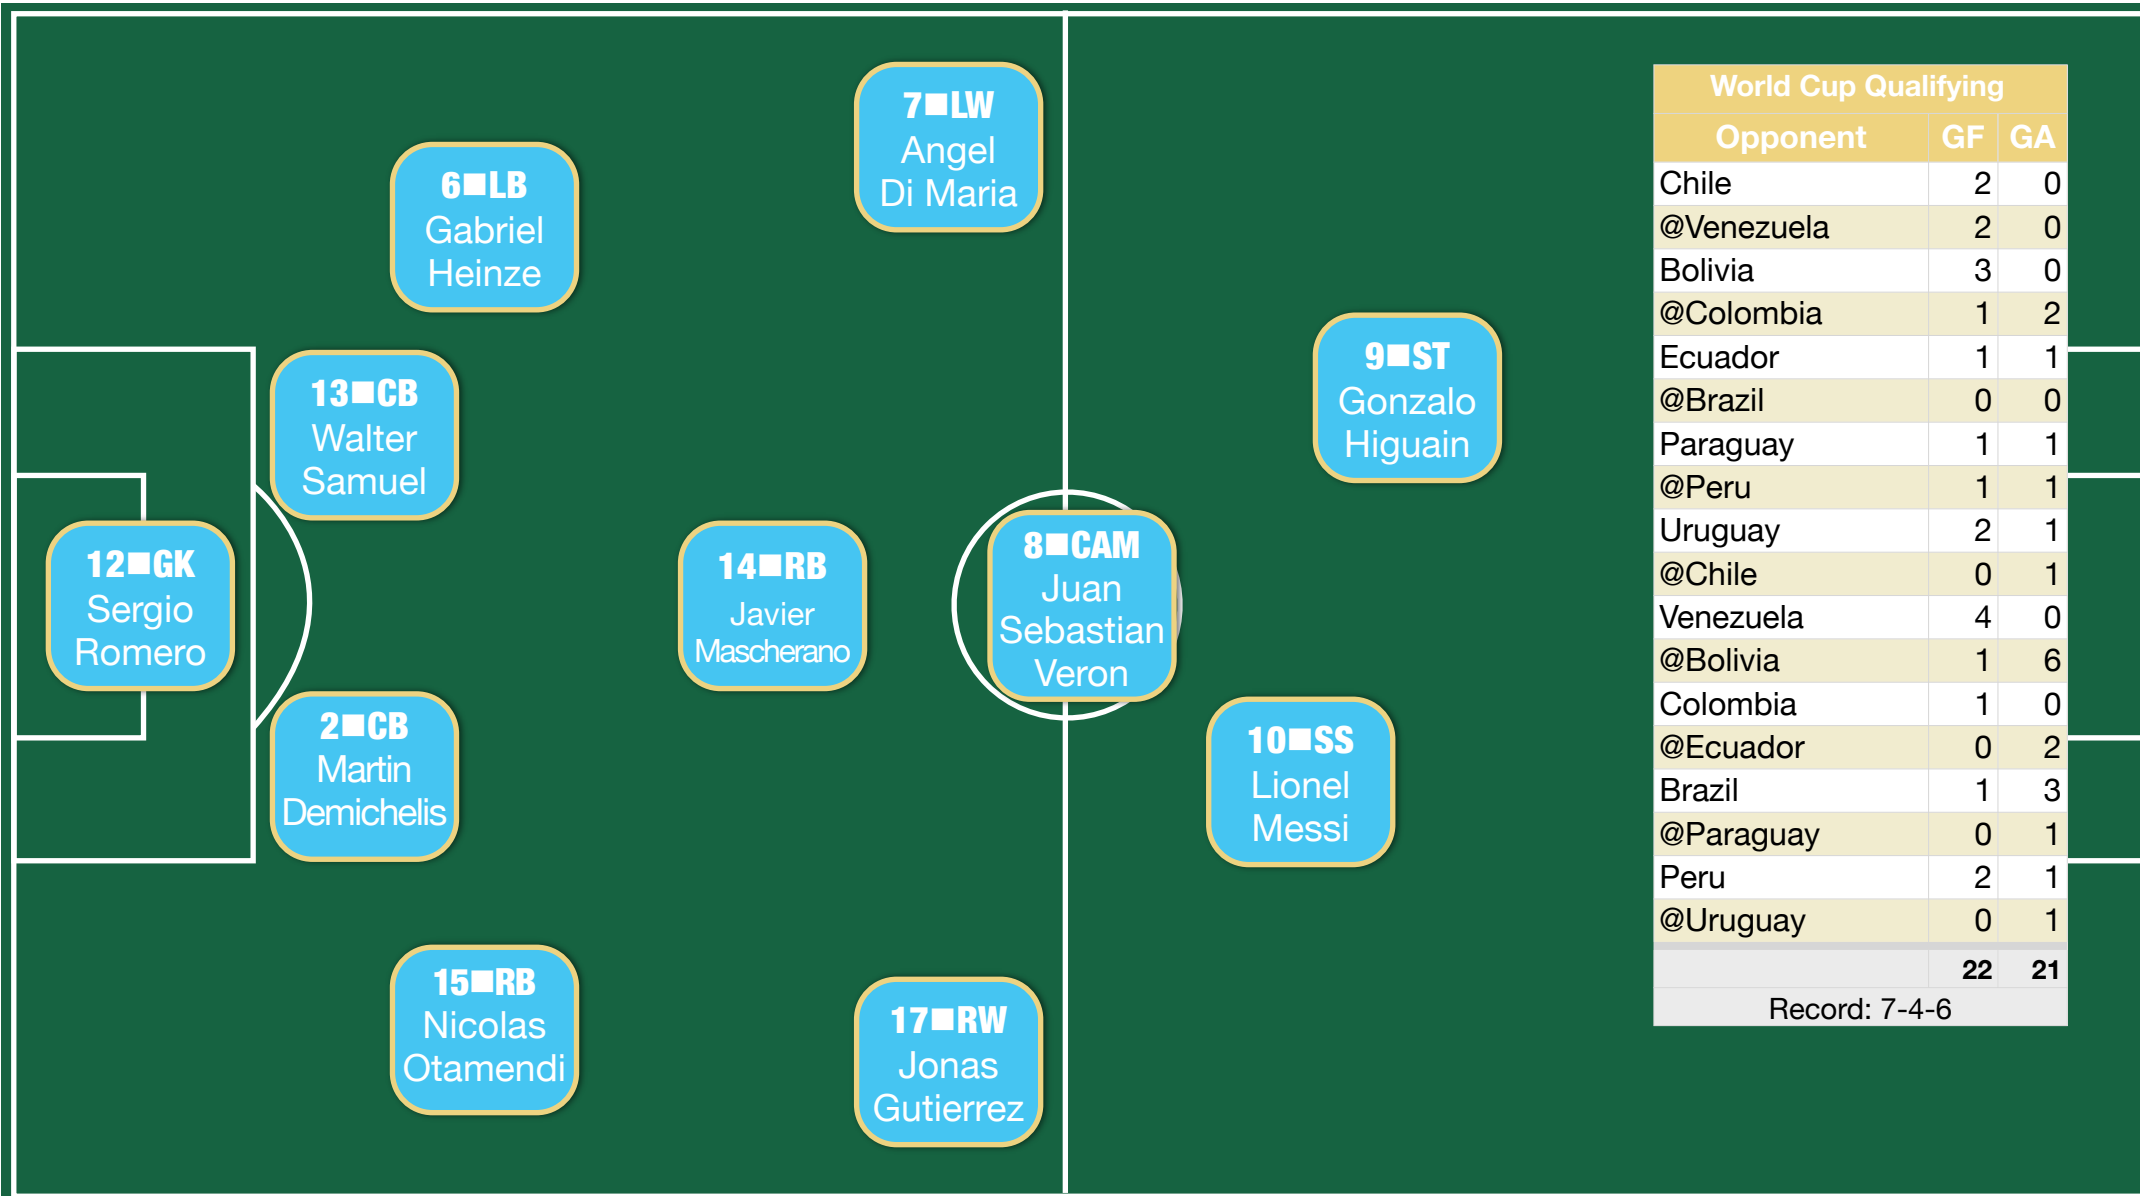 7■LW
Angel
Di Maria
6■LB
Gabriel
Heinze
13■CB
Walter
Samuel
9■ST
Gonzalo
Higuain
12■GK
Sergio
Romero
14■RB
Javier
Mascherano
8■CAM
Juan
Sebastian
Veron
2■CB
Martin
Demichelis
10■SS
Lionel
Messi
15■RB
Nicolas
Otamendi
17■RW
Jonas
Gutierrez
World Cup Qualifying
Opponent GF GA
Chile 2 0
@Venezuela 2 0
Bolivia 3 0
@Colombia 1 2
Ecuador 1 1
@Brazil 0 0
Paraguay 1 1
@Peru 1 1
Uruguay 2 1
@Chile 0 1
Venezuela 4 0
@Bolivia 1 6
Colombia 1 0
@Ecuador 0 2
Brazil 1 3
@Paraguay 0 1
Peru 2 1
@Uruguay 0 1
22 21
Record: 7-4-6